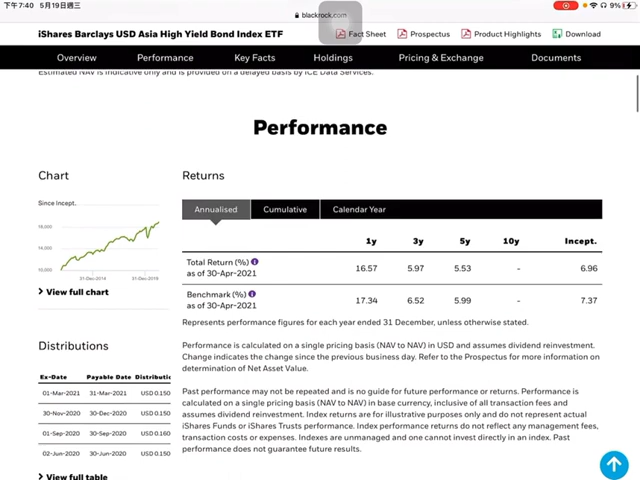 下午7:40 5月19日週三
9%
blackrock.com
iShares Barclays USD Asia High Yield Bond Index ETF
Fact Sheet Prospectus Product Highlights Download
Overview Performance Key Facts Holdings Pricing & Exchange Documents
Estimated NAV is indicative only and is provided on a delayed basis by ICE Data Services.
Performance
Chart
Since Incept.
18,000
14,000
10,000
31-Dec-2014 31-Dec-2019
View full chart
Distributions
Ex-Date Payable Date Distributic
01-Mar-2021 31-Mar-2021 USD 0.150
30-Nov-2020 30-Dec-2020 USD 0.150
01-Sep-2020 30-Sep-2020 USD 0.160
02-Jun-2020 30-Jun-2020 USD 0.150
View full table
Returns
Annualised Cumulative Calendar Year
1y 3y 5y 10y Incept.
Total Return (%)
as of 30-Apr-2021
16.57 5.97 5.53 - 6.96
Benchmark (%)
as of 30-Apr-2021
17.34 6.52 5.99 - 7.37
Represents performance figures for each year ended 31 December, unless otherwise stated.
Performance is calculated on a single pricing basis (NAV to NAV) in USD and assumes dividend reinvestment.
Change indicates the change since the previous business day. Refer to the Prospectus for more information on
determination of Net Asset Value.
Past performance may not be repeated and is no guide for future performance or returns. Performance is
calculated on a single pricing basis (NAV to NAV) in base currency, inclusive of all transaction fees and
assumes dividend reinvestment. Index returns are for illustrative purposes only and do not represent actual
iShares Funds or iShares Trusts performance. Index performance returns do not reflect any management fees,
transaction costs or expenses. Indexes are unmanaged and one cannot invest directly in an index. Past
performance does not guarantee future results.